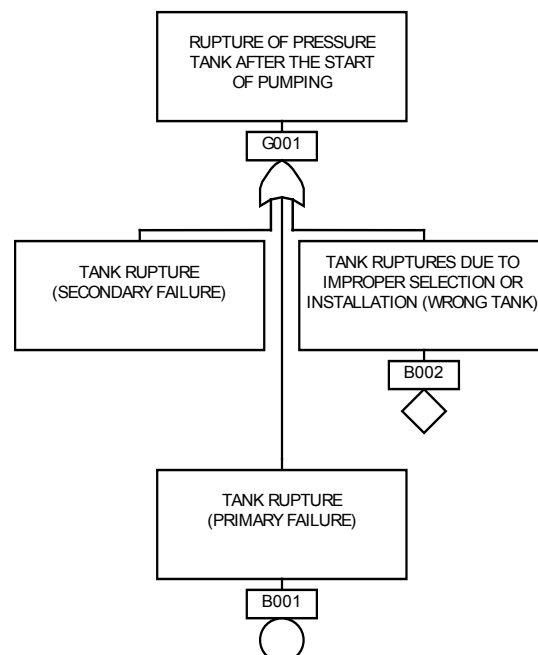 RUPTURE OF PRESSURE
TANK AFTER THE START
OF PUMPING
G001
TANK RUPTURE
(SECONDARY FAILURE)
TANK RUPTURES DUE TO
IMPROPER SELECTION OR
INSTALLATION (WRONG TANK)
B002
TANK RUPTURE
(PRIMARY FAILURE)
B001